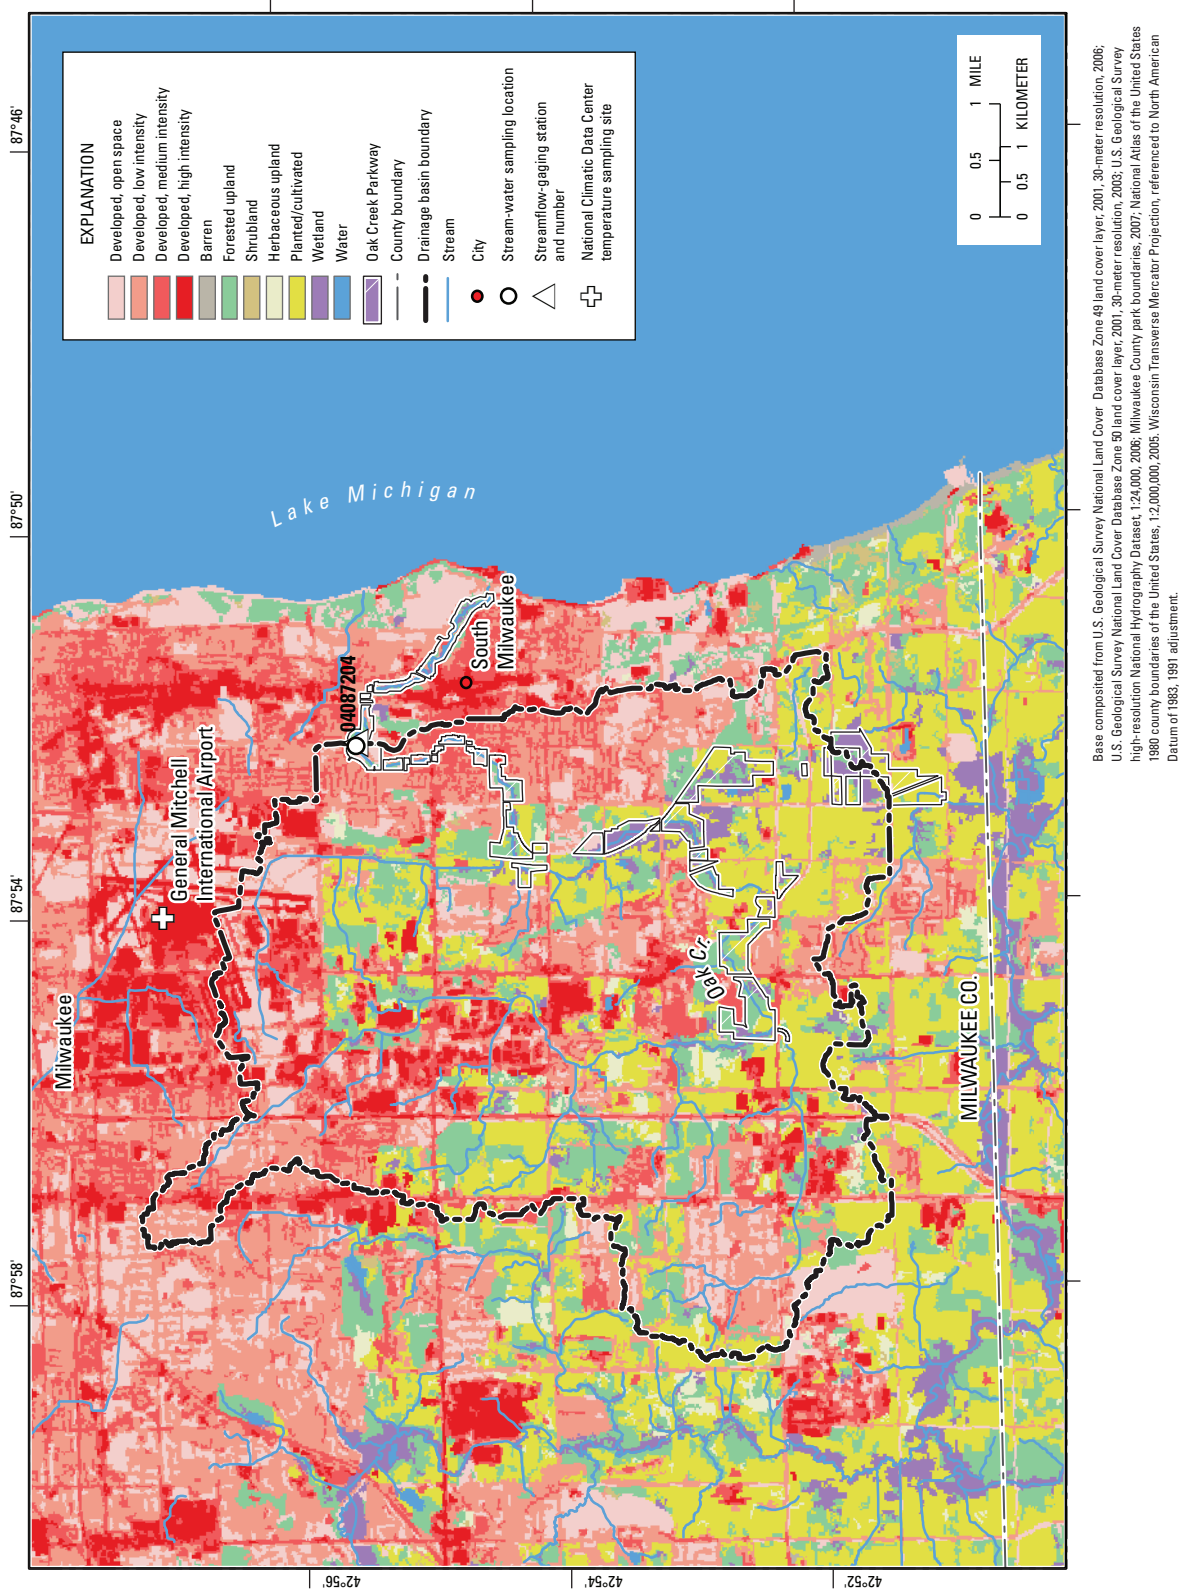 87°58'
87°54'
87°50'
87°46'
42°56'
42°54'
42°52'
Milwaukee
General Mitchell
International Airport
04087204
South
Milwaukee
Lake Michigan
Oak Cr.
MILWAUKEE CO.
EXPLANATION
Developed, open space
Developed, low intensity
Developed, medium intensity
Developed, high intensity
Barren
Forested upland
Shrubland
Herbaceous upland
Planted/cultivated
Wetland
Water
Oak Creek Parkway
County boundary
Drainage basin boundary
Stream
City
Stream-water sampling location
Streamflow-gaging station
and number
National Climatic Data Center
temperature sampling site
0 0.5 1 MILE
0 0.5 1 KILOMETER
Base composited from U.S. Geological Survey National Land Cover Database Zone 49 land cover layer, 2001, 30-meter resolution, 2006;
U.S. Geological Survey National Land Cover Database Zone 50 land cover layer, 2001, 30-meter resolution, 2003; U.S. Geological Survey
high-resolution National Hydrography Dataset, 1:24,000, 2006; Milwaukee County park boundaries, 2007; National Atlas of the United States
1980 county boundaries of the United States, 1:2,000,000, 2005. Wisconsin Transverse Mercator Projection, referenced to North American
Datum of 1983, 1991 adjustment.